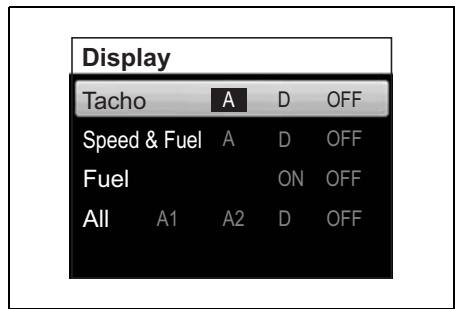 Display
Tacho A D OFF
Speed & Fuel A D OFF
Fuel ON OFF
All A1 A2 D OFF